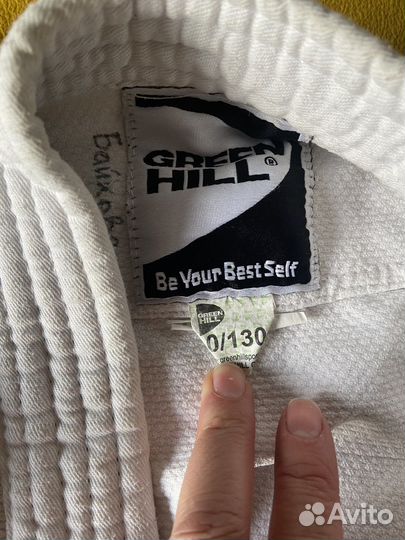 GREEN
HILL®
Be Your Best Self
GREEN
HILL
0/130
Avito